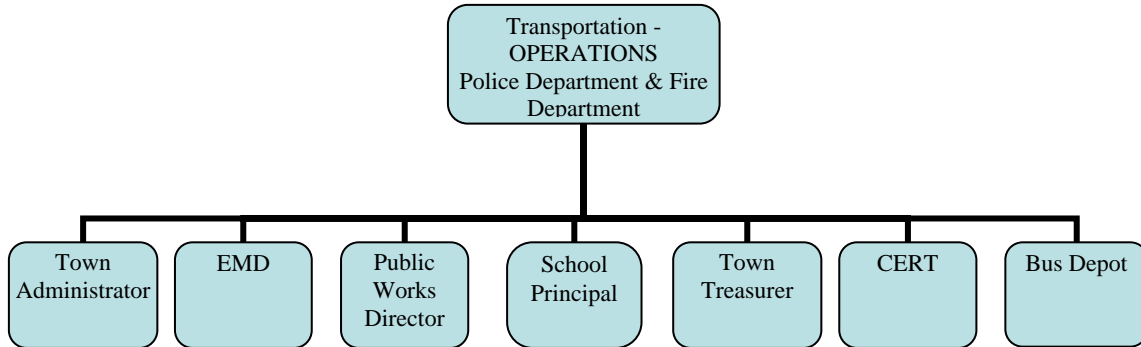 Transportation -
OPERATIONS
Police Department & Fire
Department
Town
Administrator
EMD
Public
Works
Director
School
Principal
Town
Treasurer
CERT
Bus Depot